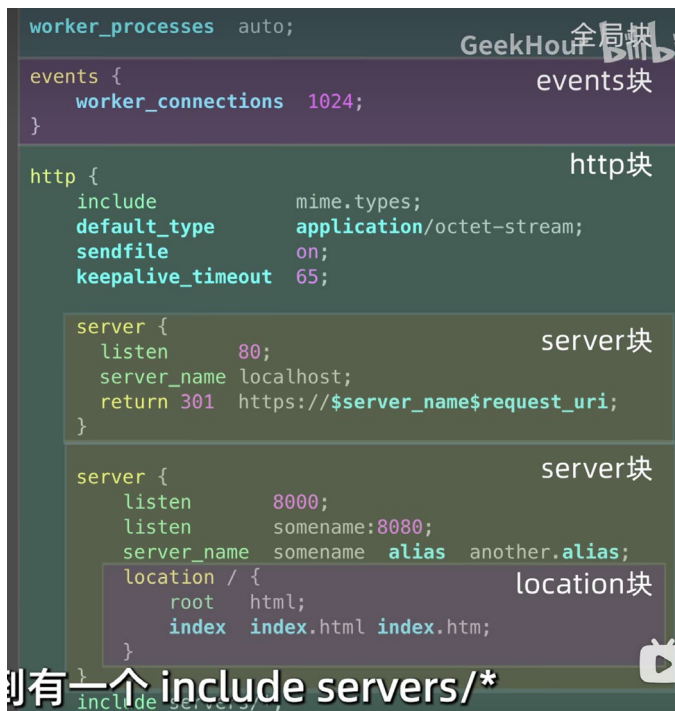 worker_processes auto;
全局块
GeekHour bilibili
events {
events块
worker_connections 1024;
}
http块
http {
include mime.types;
default_type application/octet-stream;
sendfile on;
keepalive_timeout 65;
server {
server块
listen 80;
server_name localhost;
return 301 https://$server_name$request_uri;
}
server块
server {
listen 8000;
listen somename:8080;
server_name somename alias another.alias;
location / {
location块
root html;
index index.html index.htm;
}
}
到有一个 include servers/*
include servers/*;